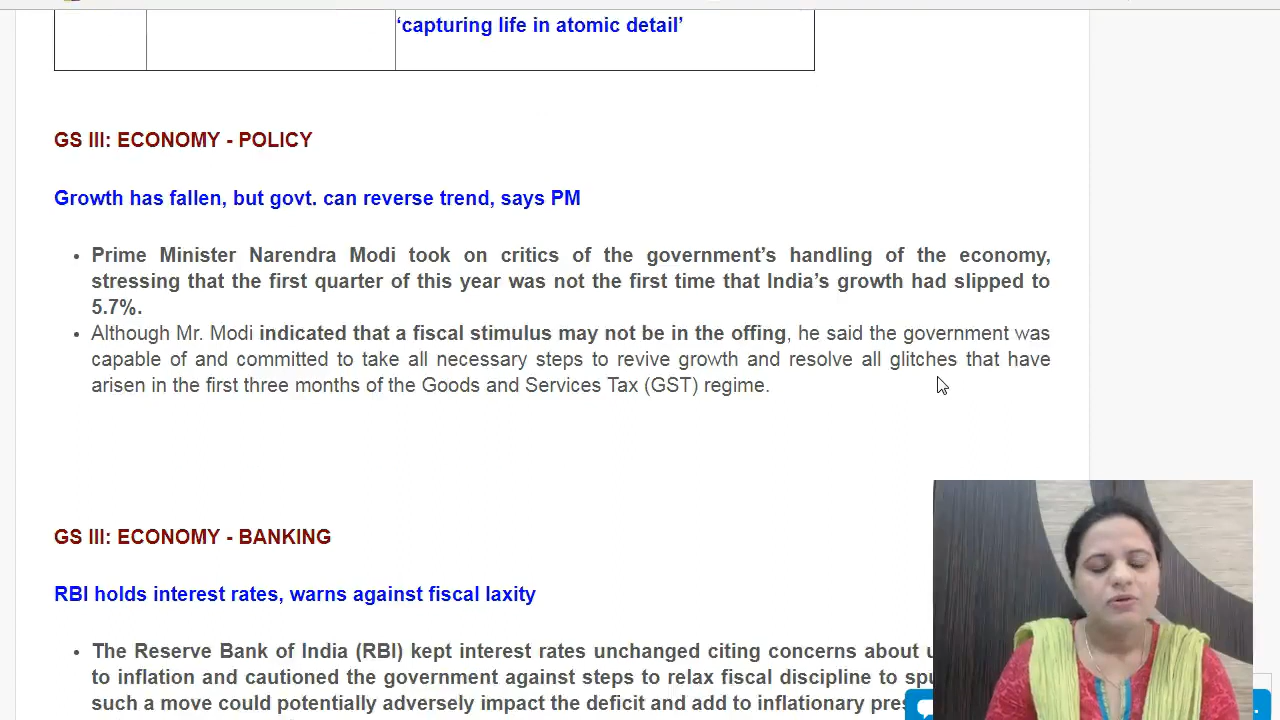 ‘capturing life in atomic detail’
GS III: ECONOMY - POLICY
Growth has fallen, but govt. can reverse trend, says PM
• Prime Minister Narendra Modi took on critics of the government’s handling of the economy,
stressing that the first quarter of this year was not the first time that India’s growth had slipped to
5.7%.
• Although Mr. Modi indicated that a fiscal stimulus may not be in the offing, he said the government was
capable of and committed to take all necessary steps to revive growth and resolve all glitches that have
arisen in the first three months of the Goods and Services Tax (GST) regime.
GS III: ECONOMY - BANKING
RBI holds interest rates, warns against fiscal laxity
• The Reserve Bank of India (RBI) kept interest rates unchanged citing concerns about
to inflation and cautioned the government against steps to relax fiscal discipline to
such a move could potentially adversely impact the deficit and add to inflationary